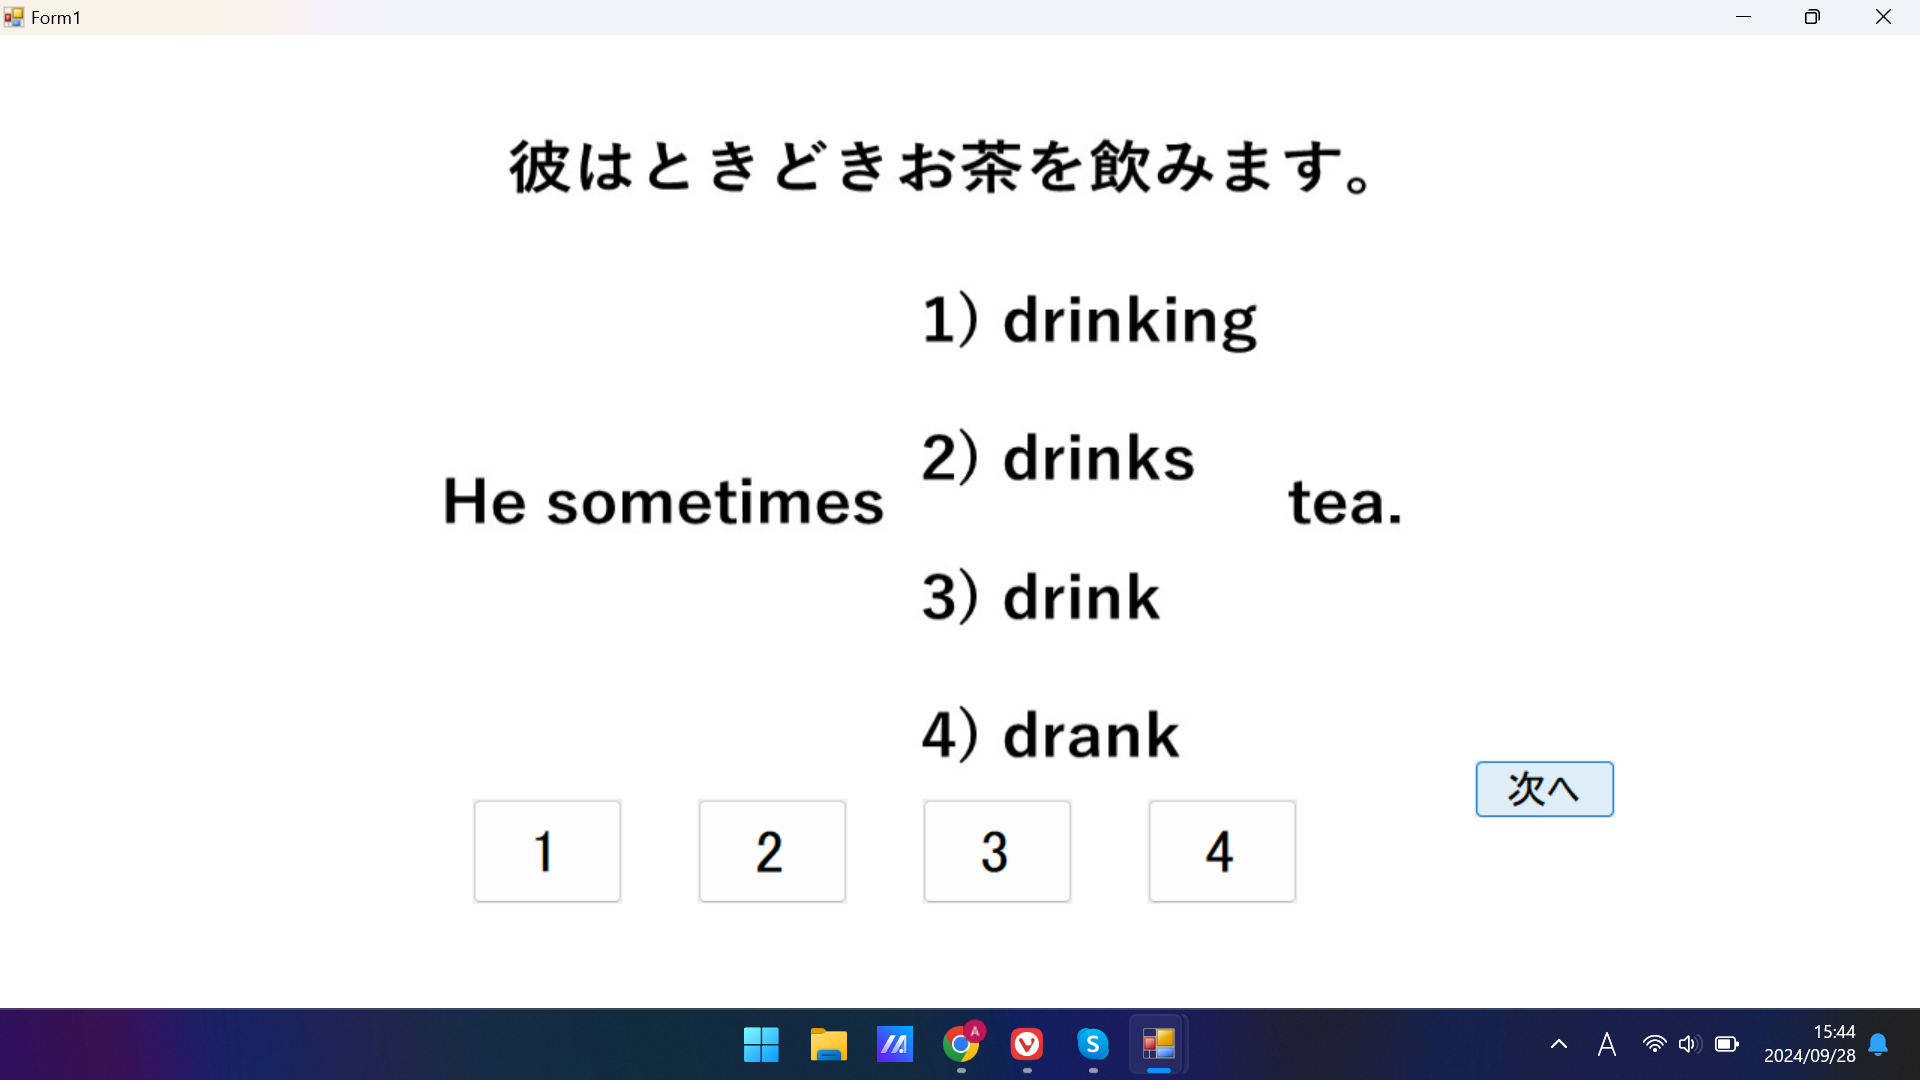 Form1
彼はときどきお茶を飲みます。
1) drinking
2) drinks
He sometimes tea.
3) drink
4) drank
次へ
1 2 3 4
A
S
A
15:44
2024/09/28